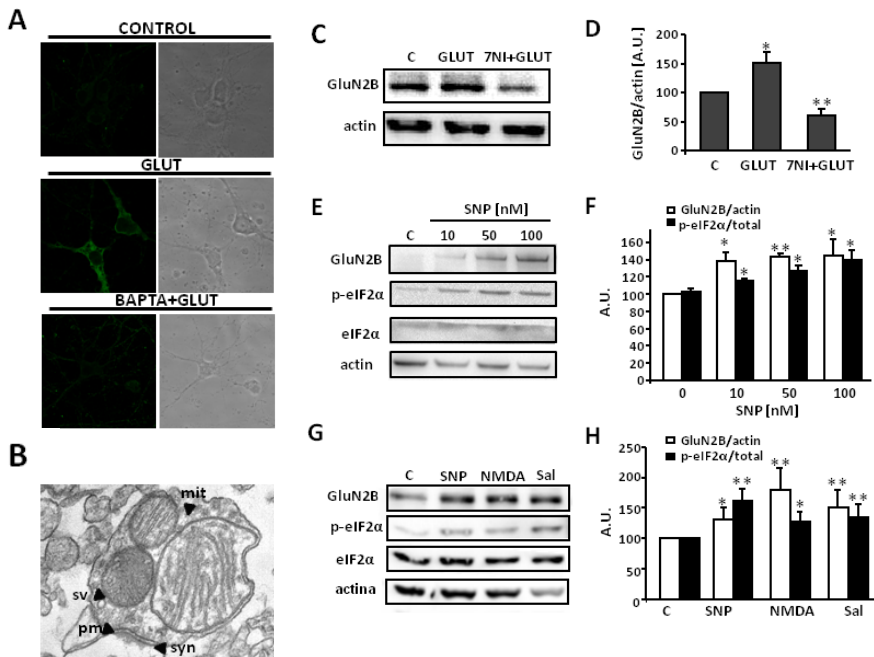 A
CONTROL
GLUT
BAPTA+GLUT
B
mit
sv
pm
syn
C
C GLUT 7NI+GLUT
GluN2B
actin
D
GluN2B/actin [A.U.]
200
150
100
50
0
*
**
C GLUT 7NI+GLUT
E
SNP [nM]
C 10 50 100
GluN2B
p-eIF2α
eIF2α
actin
F
GluN2B/actin
p-eIF2α/total
A.U.
140
120
100
80
60
40
20
0
* * ** * * *
0 10 50 100
SNP [nM]
G
C SNP NMDA Sal
GluN2B
p-eIF2α
eIF2α
actina
H
GluN2B/actin
p-eIF2α/total
A.U.
250
200
150
100
50
0
* ** ** * ** **
C SNP NMDA Sal